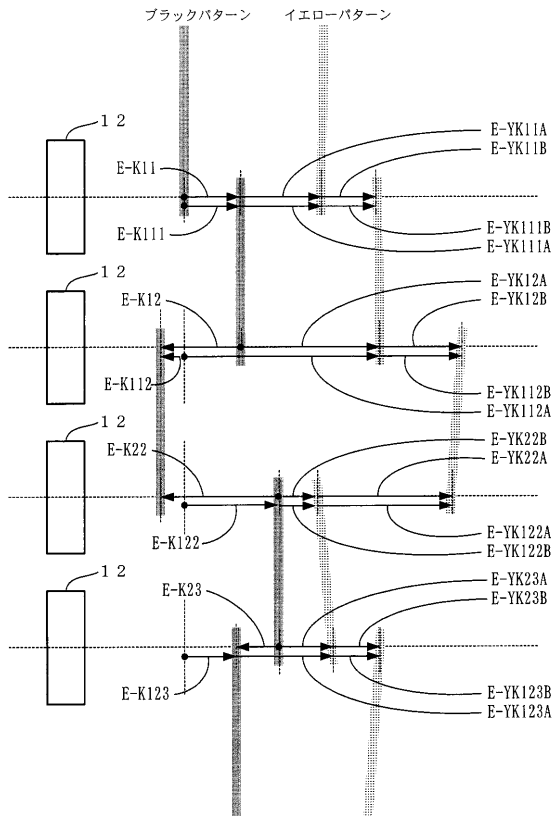 ブラックパターン イエローパターン
12
E-K11
E-YK11A
E-YK11B
E-K111
E-YK111B
E-YK111A
12
E-K12
E-YK12A
E-YK12B
E-K112
E-YK112B
E-YK112A
12
E-K22
E-YK22B
E-YK22A
E-K122
E-YK122A
E-YK122B
12
E-K23
E-YK23A
E-YK23B
E-K123
E-YK123B
E-YK123A